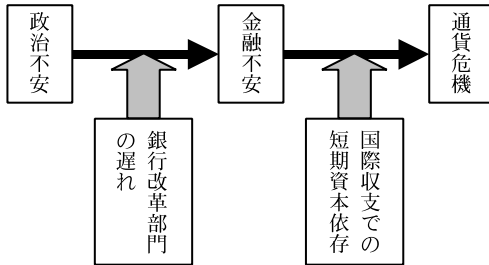 政治不安
金融不安
通貨危機
銀行改革部門
の遅れ
国際収支での
短期資本依存